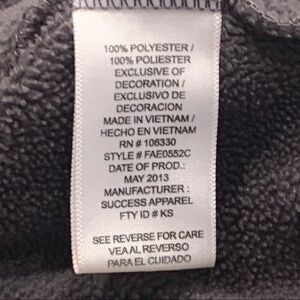 100% POLYESTER /
100% POLIESTER
EXCLUSIVE OF
DECORATION /
EXCLUSIVO DE
DECORACION
MADE IN VIETNAM /
HECHO EN VIETNAM
RN # 106330
STYLE # FAE0552C
DATE OF PROD.:
MAY 2013
MANUFACTURER :
SUCCESS APPAREL
FTY ID # KS
SEE REVERSE FOR CARE
VEA AL REVERSO
PARA EL CUIDADO